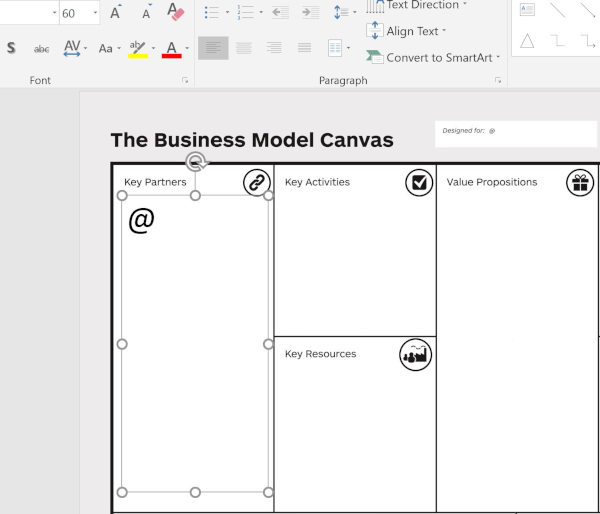 Text Direction
60 A A A
Align Text
S abc AV Aa ab A
Convert to SmartArt
Font
Paragraph
The Business Model Canvas
Designed for: @
Key Partners
Key Activities
Value Propositions
@
Key Resources